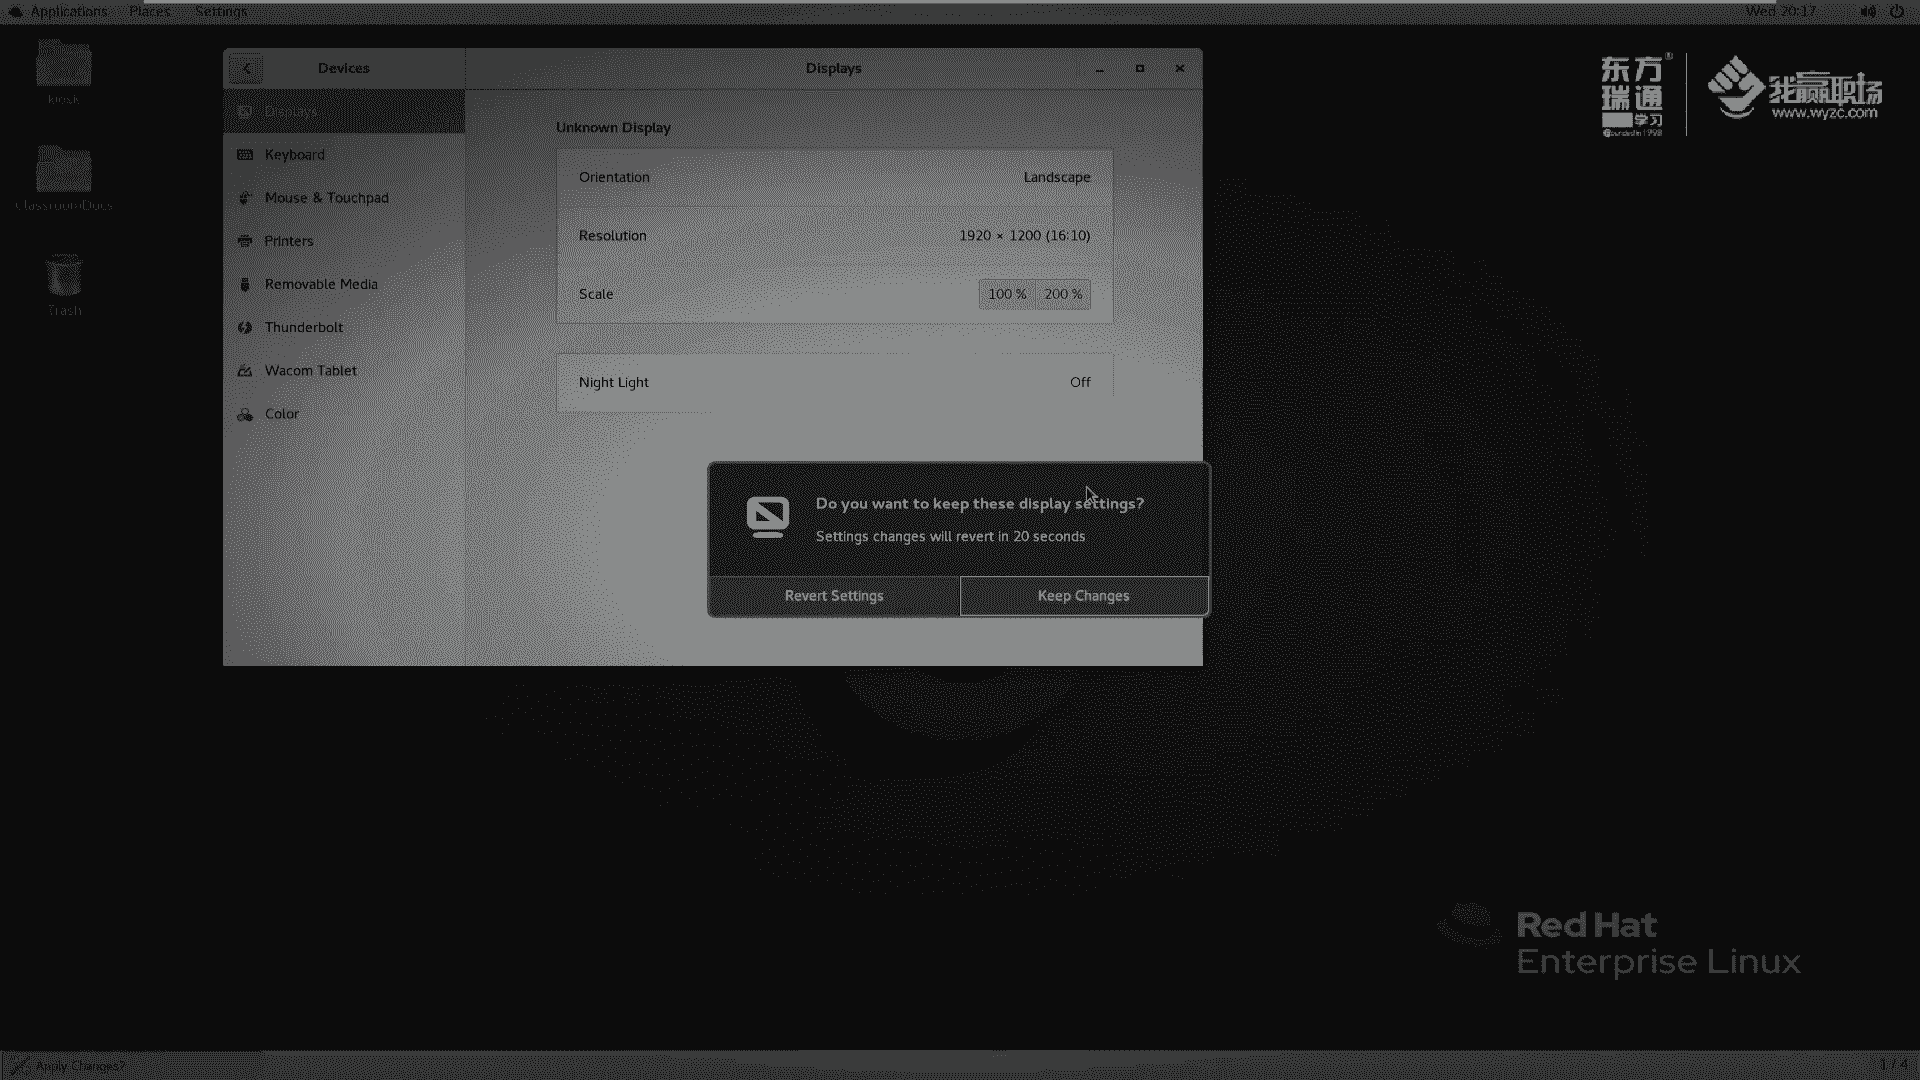 Applications Places Settings Wed 20:17
kiosk
ClassroomDocs
Trash
Devices
Displays
Displays
Keyboard
Mouse & Touchpad
Printers
Removable Media
Thunderbolt
Wacom Tablet
Color
Unknown Display
Orientation Landscape
Resolution 1920 × 1200 (16:10)
Scale 100 % 200 %
Night Light Off
Do you want to keep these display settings?
Settings changes will revert in 20 seconds
Revert Settings Keep Changes
东方
瑞通
学习
Founded in 1998
我赢职场
www.wyzc.com
Red Hat
Enterprise Linux
Apply Changes? 1 / 4